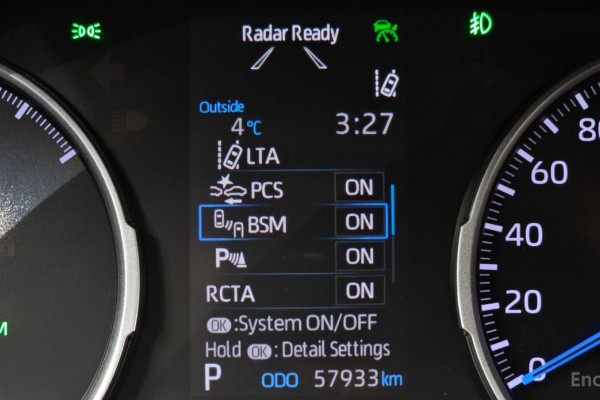 Radar Ready
Outside
4°C 3:27
LTA
PCS ON
BSM ON
P ON
RCTA ON
OK :System ON/OFF
Hold OK : Detail Settings
P ODO 57933 km
60
40
20
0